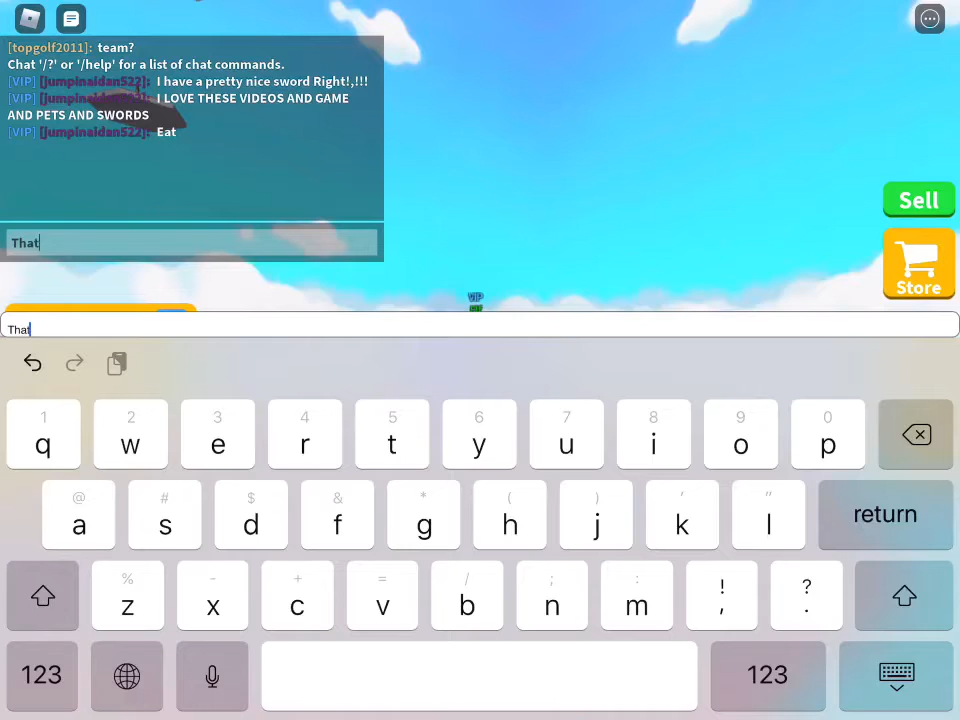 [topgolf2011]: team?
Chat '/?' or '/help' for a list of chat commands.
[VIP] [jumpinaidan522]: I have a pretty nice sword Right!,!!!
[VIP] [jumpinaidan522]: I LOVE THESE VIDEOS AND GAME
AND PETS AND SWORDS
[VIP] [jumpinaidan522]: Eat
Sell
That
Store
VIP
That
1 2 3 4 5 6 7 8 9 0
q w e r t y u i o p
@ # $ & * ( ) ' "
a s d f g h j k l return
% - + = / ; : ! ?
z x c v b n m , .
123 123